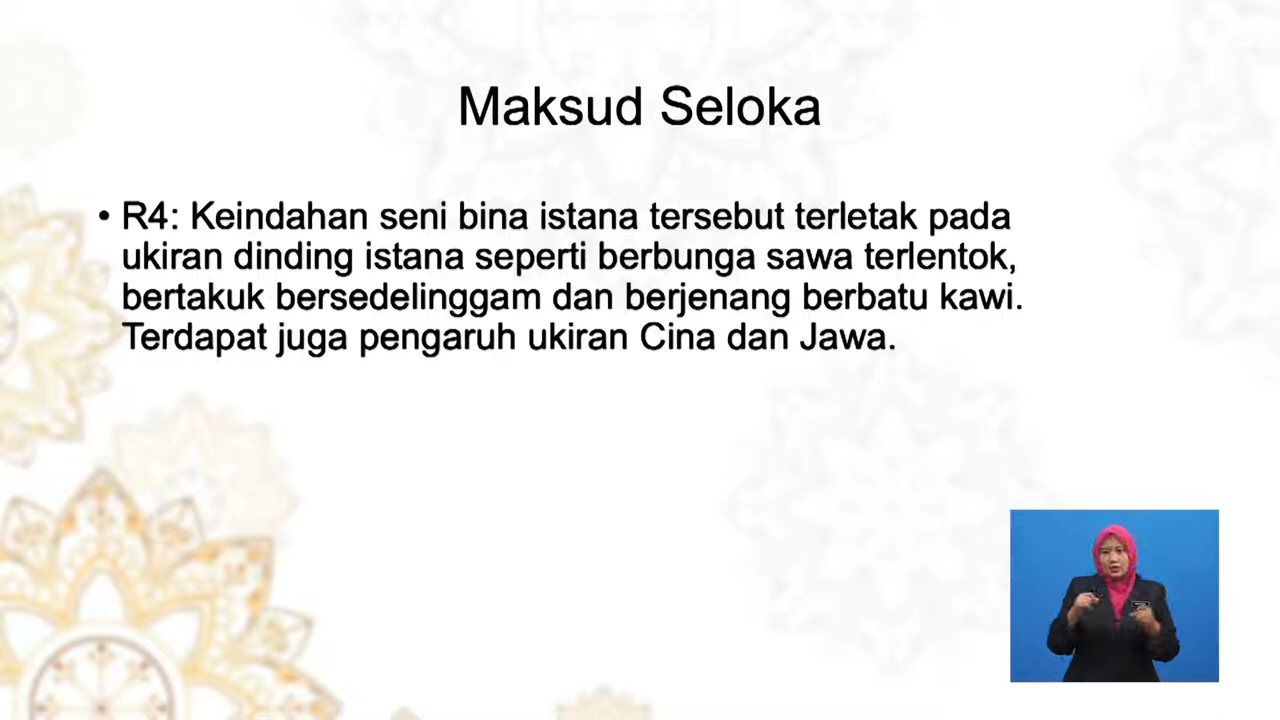 Maksud Seloka
• R4: Keindahan seni bina istana tersebut terletak pada
ukiran dinding istana seperti berbunga sawa terlentok,
bertakuk bersedelinggam dan berjenang berbatu kawi.
Terdapat juga pengaruh ukiran Cina dan Jawa.